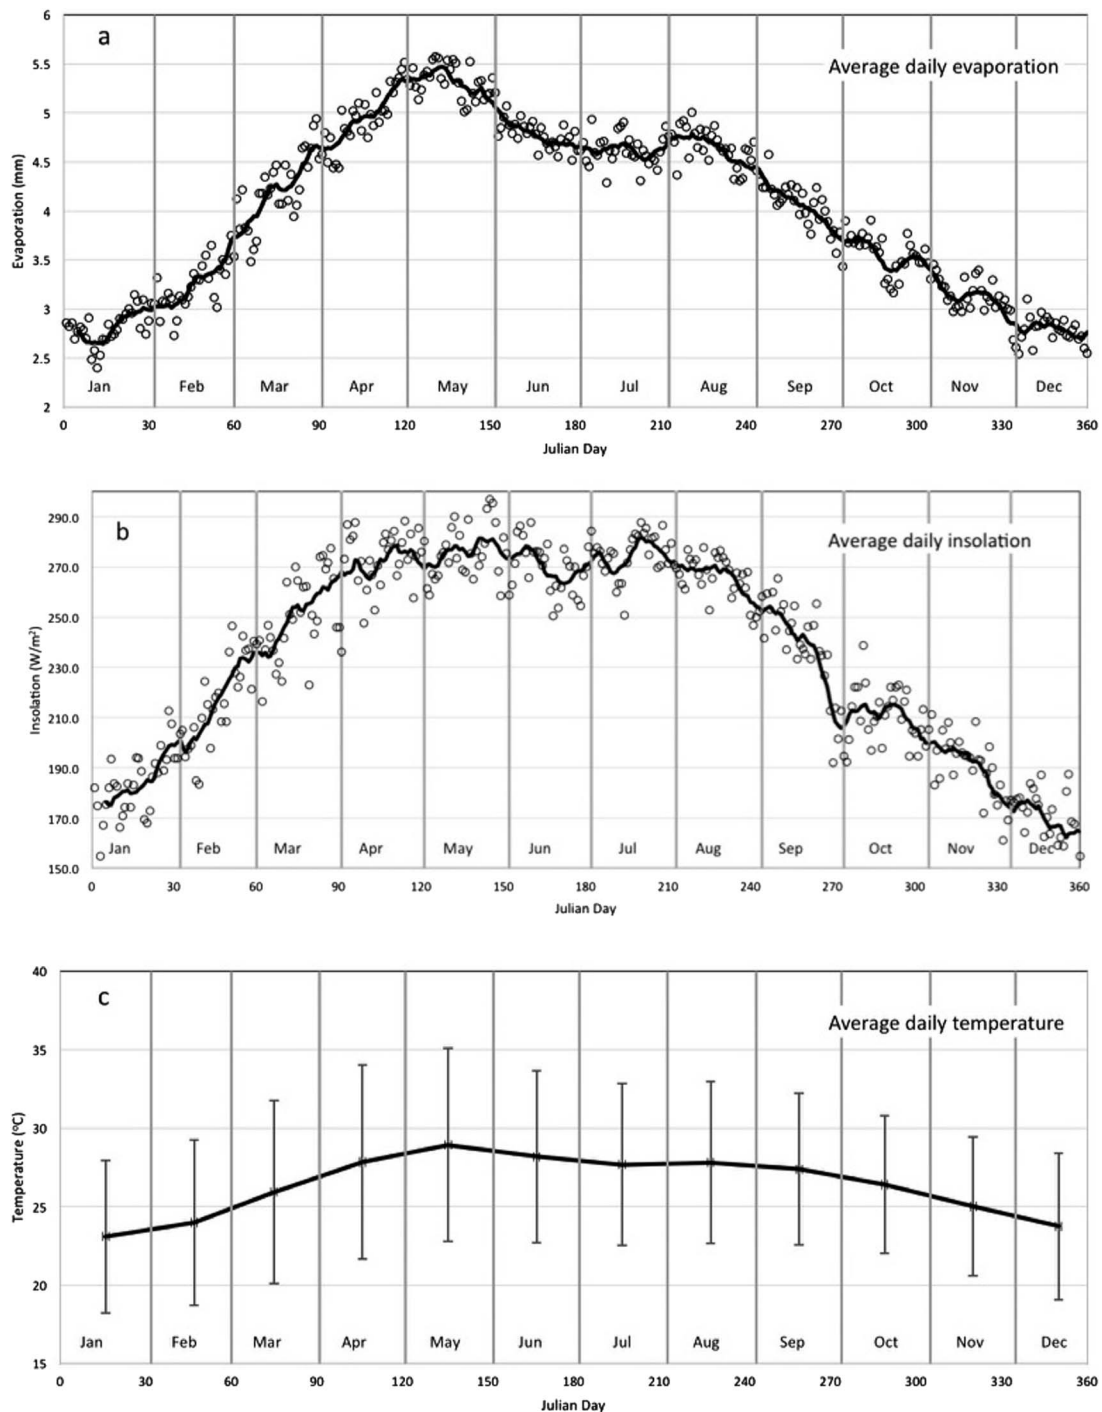 6
a
Average daily evaporation
5.5
5
4.5
4
3.5
3
2.5
2
Evaporation (mm)
Jan Feb Mar Apr May Jun Jul Aug Sep Oct Nov Dec
0 30 60 90 120 150 180 210 240 270 300 330 360
Julian Day
b
Average daily insolation
290.0
270.0
250.0
230.0
210.0
190.0
170.0
150.0
Insolation (W/m²)
Jan Feb Mar Apr May Jun Jul Aug Sep Oct Nov Dec
0 30 60 90 120 150 180 210 240 270 300 330 360
Julian Day
40
c
Average daily temperature
35
30
25
20
15
Temperature (°C)
Jan Feb Mar Apr May Jun Jul Aug Sep Oct Nov Dec
0 30 60 90 120 150 180 210 240 270 300 330 360
Julian Day